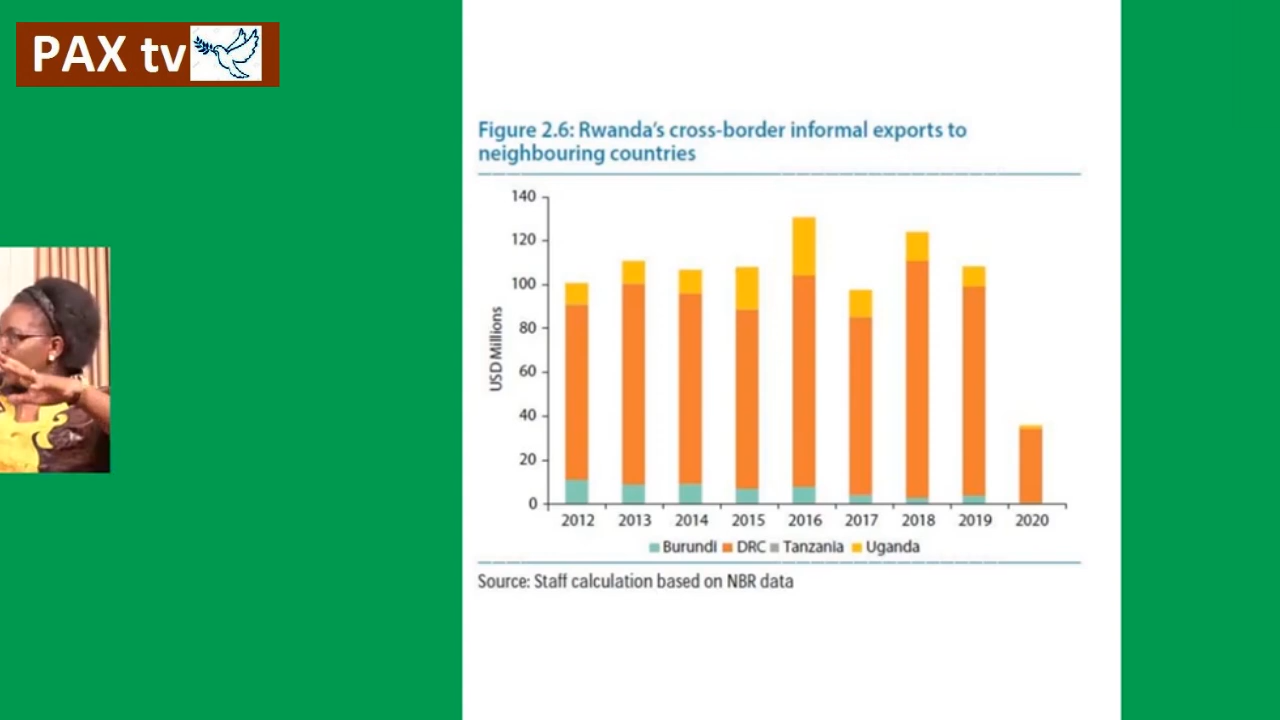 PAX tv
Figure 2.6: Rwanda's cross-border informal exports to
neighbouring countries
140
120
100
80
60
40
20
0
USD Millions
2012 2013 2014 2015 2016 2017 2018 2019 2020
Burundi DRC Tanzania Uganda
Source: Staff calculation based on NBR data